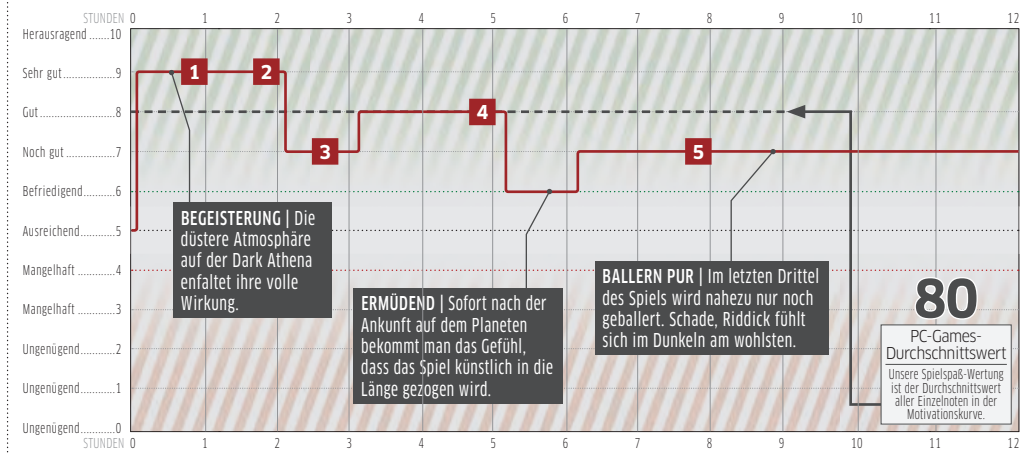 STUNDEN 0 1 2 3 4 5 6 7 8 9 10 11 12
Herausragend.......10
Sehr gut...............9
1
2
Gut.....................8
4
Noch gut..............7
3
5
Befriedigend..........6
Ausreichend..........5
Mangelhaft ..........4
Mangelhaft ..........3
Ungenügend..........2
Ungenügend..........1
Ungenügend..........0
BEGEISTERUNG | Die
düstere Atmosphäre
auf der Dark Athena
entfaltet ihre volle
Wirkung.
ERMÜDEND | Sofort nach der
Ankunft auf dem Planeten
bekommt man das Gefühl,
dass das Spiel künstlich in die
Länge gezogen wird.
BALLERN PUR | Im letzten Drittel
des Spiels wird nahezu nur noch
geballert. Schade, Riddick fühlt
sich im Dunkeln am wohlsten.
80
PC-Games-
Durchschnittswert
Unsere Spielspaß-Wertung
ist der Durchschnittswert
aller Einzelnoten in der
Motivationskurve.
STUNDEN 0 1 2 3 4 5 6 7 8 9 10 11 12